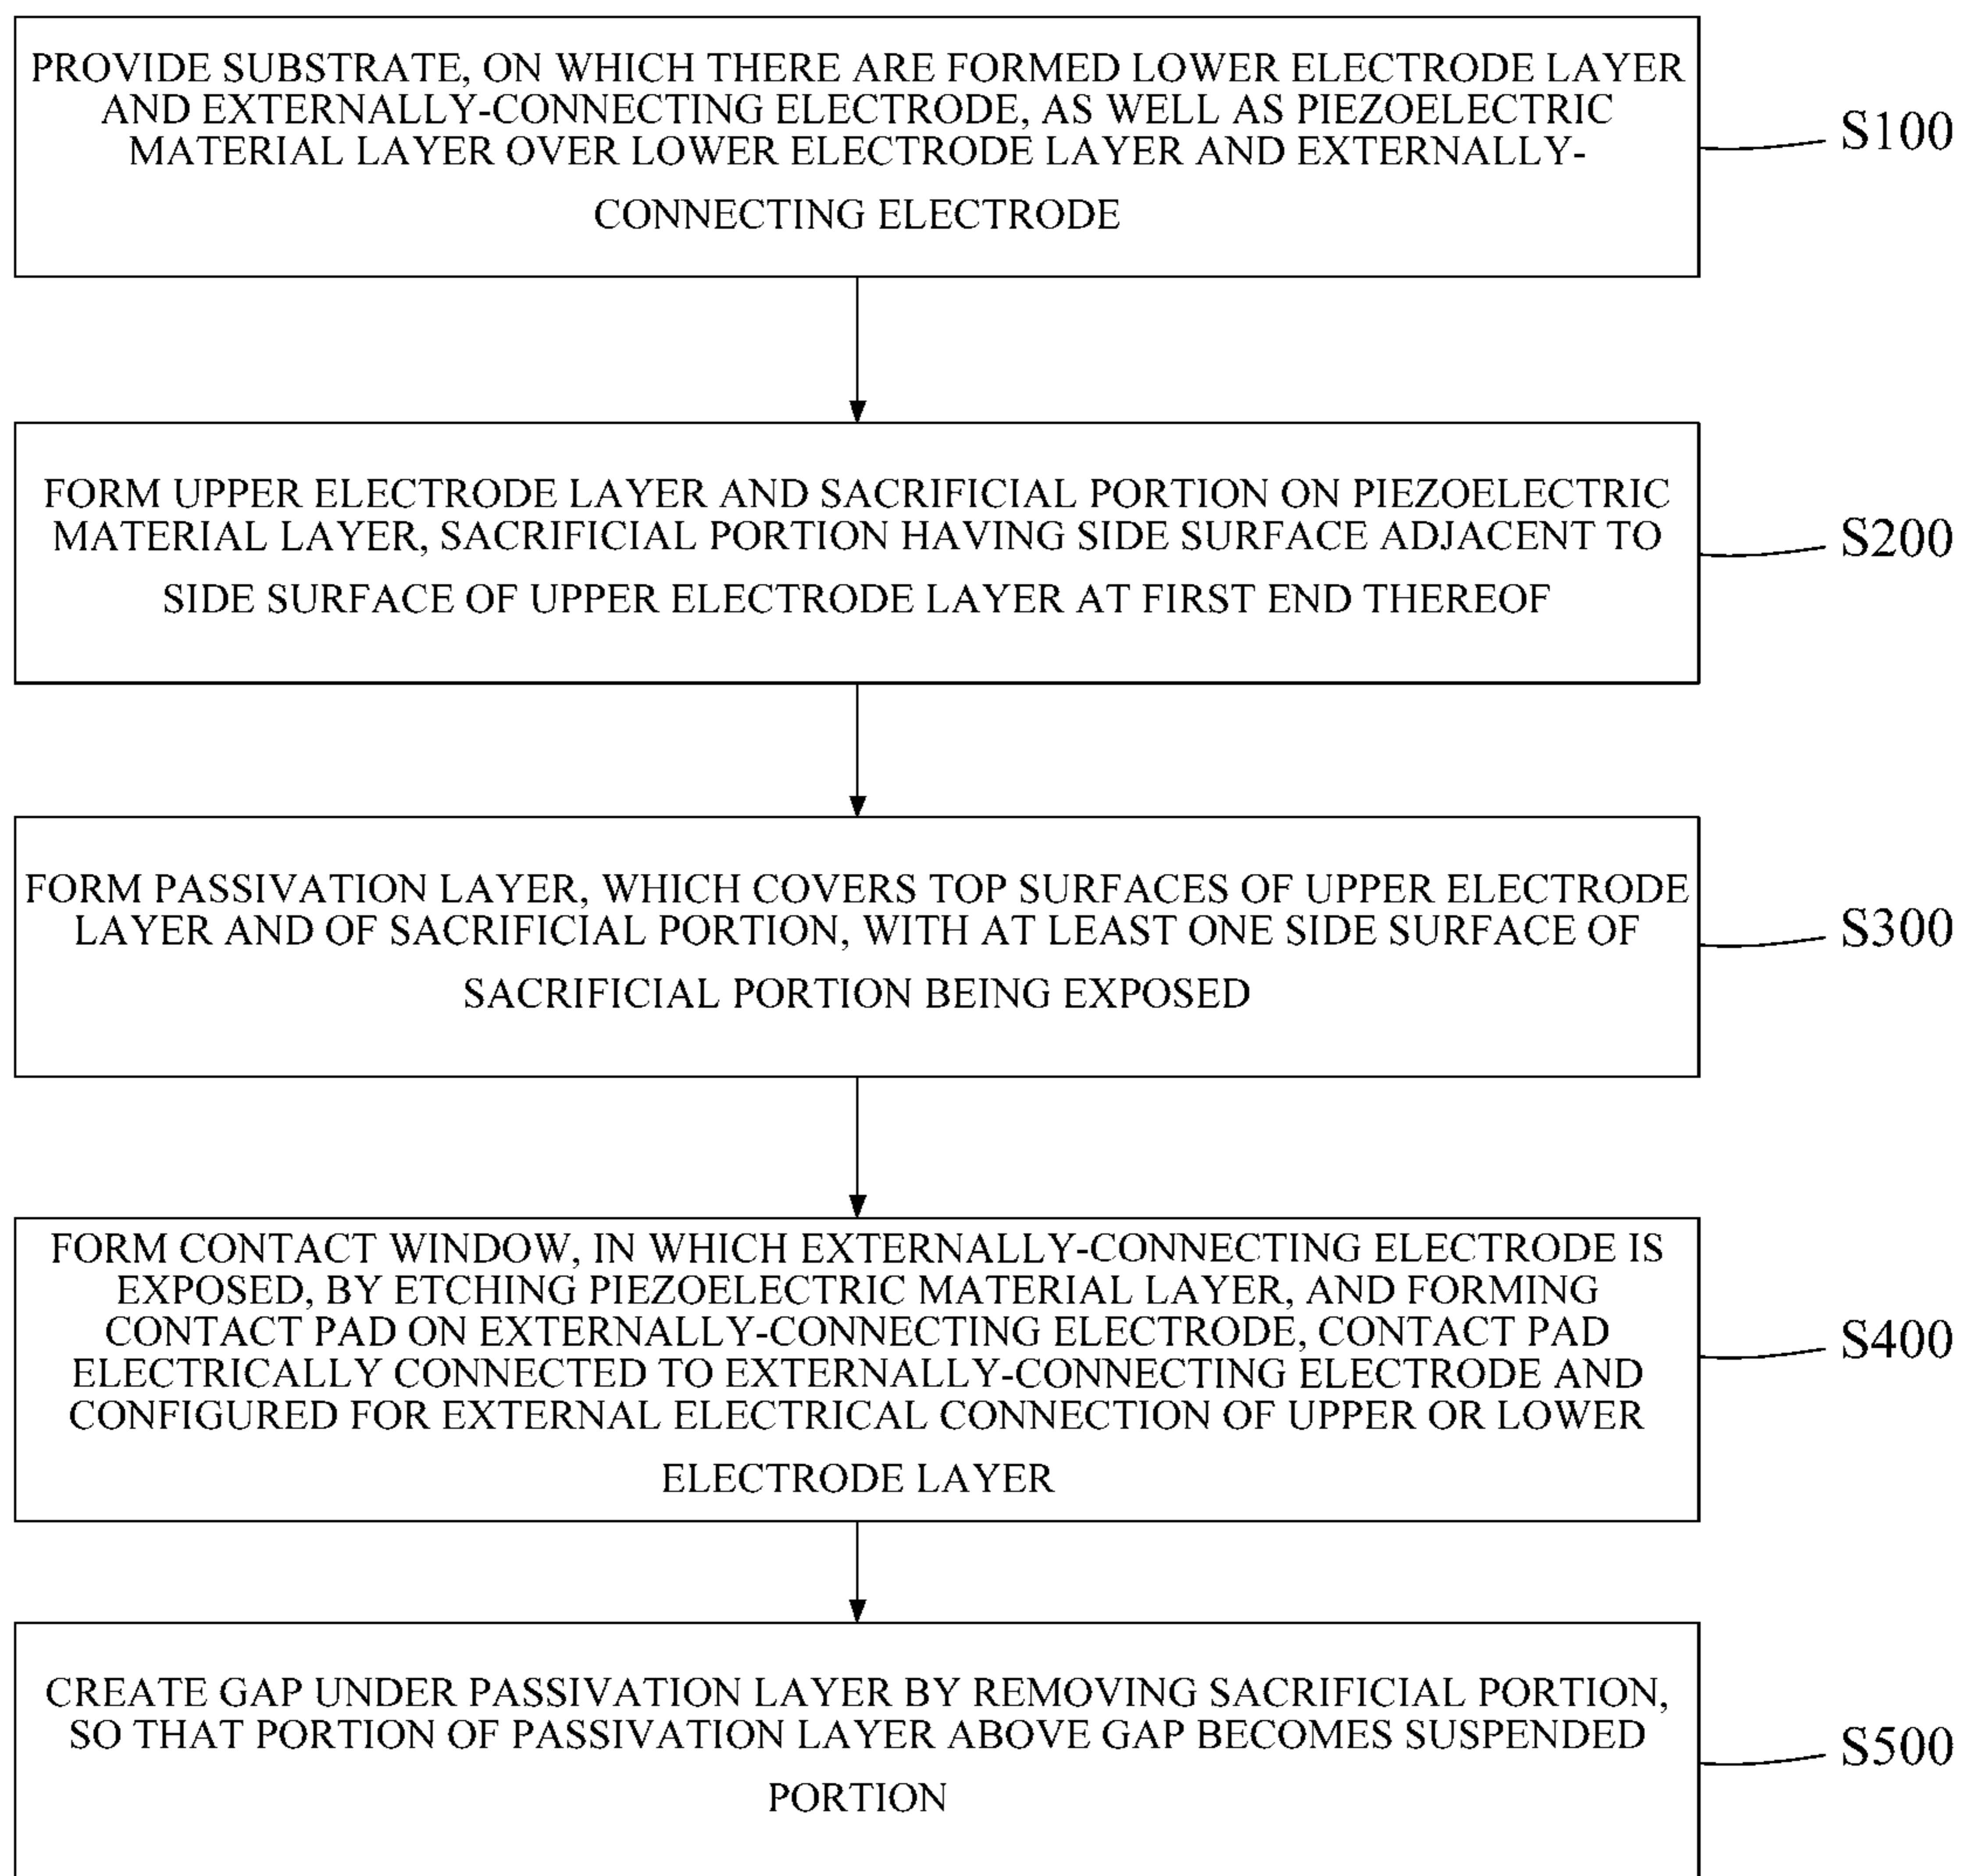 PROVIDE SUBSTRATE, ON WHICH THERE ARE FORMED LOWER ELECTRODE LAYER
AND EXTERNALLY-CONNECTING ELECTRODE, AS WELL AS PIEZOELECTRIC
MATERIAL LAYER OVER LOWER ELECTRODE LAYER AND EXTERNALLY-
CONNECTING ELECTRODE
S100
FORM UPPER ELECTRODE LAYER AND SACRIFICIAL PORTION ON PIEZOELECTRIC
MATERIAL LAYER, SACRIFICIAL PORTION HAVING SIDE SURFACE ADJACENT TO
SIDE SURFACE OF UPPER ELECTRODE LAYER AT FIRST END THEREOF
S200
FORM PASSIVATION LAYER, WHICH COVERS TOP SURFACES OF UPPER ELECTRODE
LAYER AND OF SACRIFICIAL PORTION, WITH AT LEAST ONE SIDE SURFACE OF
SACRIFICIAL PORTION BEING EXPOSED
S300
FORM CONTACT WINDOW, IN WHICH EXTERNALLY-CONNECTING ELECTRODE IS
EXPOSED, BY ETCHING PIEZOELECTRIC MATERIAL LAYER, AND FORMING
CONTACT PAD ON EXTERNALLY-CONNECTING ELECTRODE, CONTACT PAD
ELECTRICALLY CONNECTED TO EXTERNALLY-CONNECTING ELECTRODE AND
CONFIGURED FOR EXTERNAL ELECTRICAL CONNECTION OF UPPER OR LOWER
ELECTRODE LAYER
S400
CREATE GAP UNDER PASSIVATION LAYER BY REMOVING SACRIFICIAL PORTION,
SO THAT PORTION OF PASSIVATION LAYER ABOVE GAP BECOMES SUSPENDED
PORTION
S500